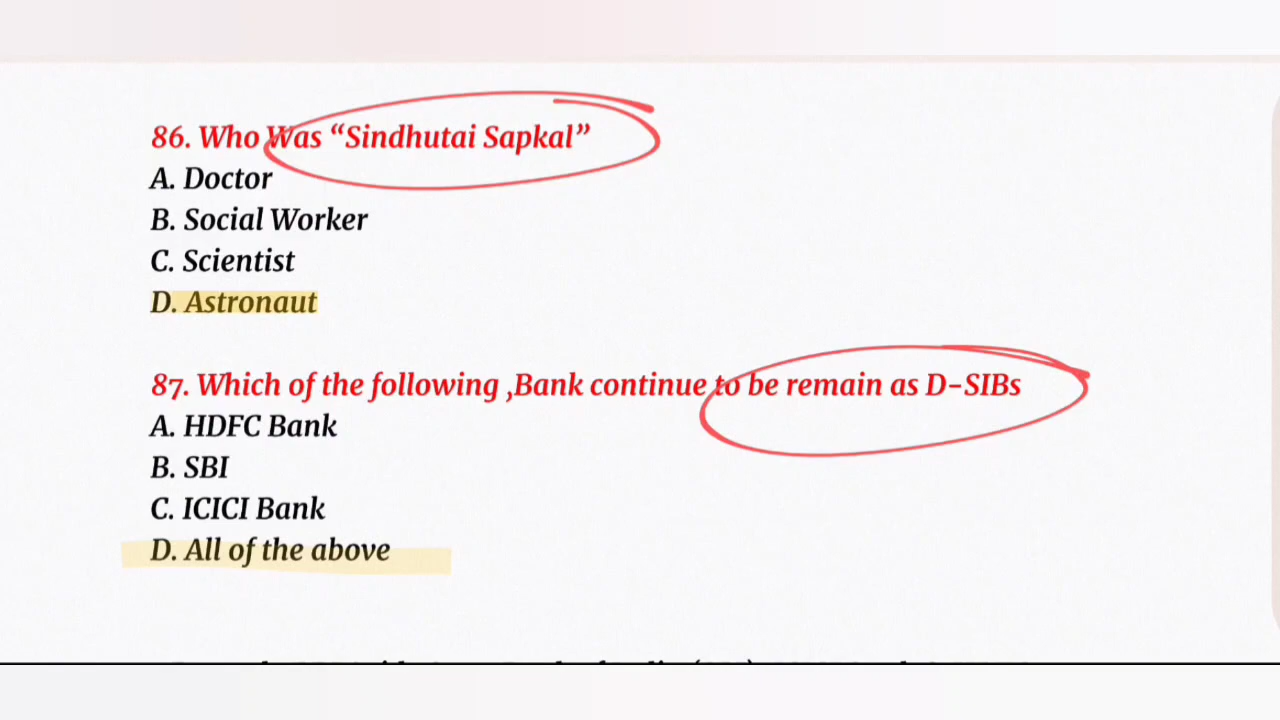 86. Who Was “Sindhutai Sapkal”
A. Doctor
B. Social Worker
C. Scientist
D. Astronaut
87. Which of the following ,Bank continue to be remain as D-SIBs
A. HDFC Bank
B. SBI
C. ICICI Bank
D. All of the above